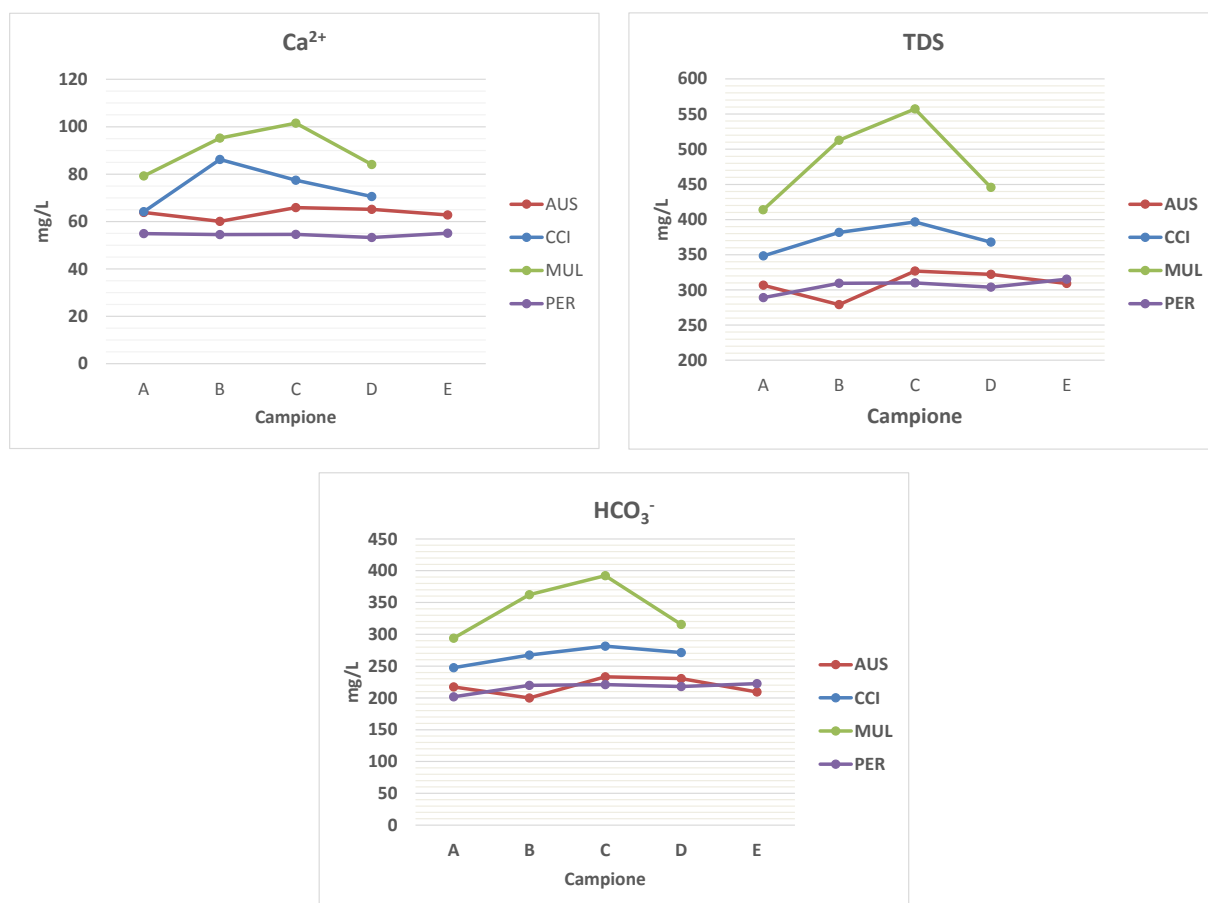 Ca²⁺
120
100
80
60
40
20
0
mg/L
A B C D E
Campione
AUS
CCI
MUL
PER
TDS
600
550
500
450
400
350
300
250
200
mg/L
A B C D E
Campione
AUS
CCI
MUL
PER
HCO₃⁻
450
400
350
300
250
200
150
100
50
0
mg/L
A B C D E
Campione
AUS
CCI
MUL
PER